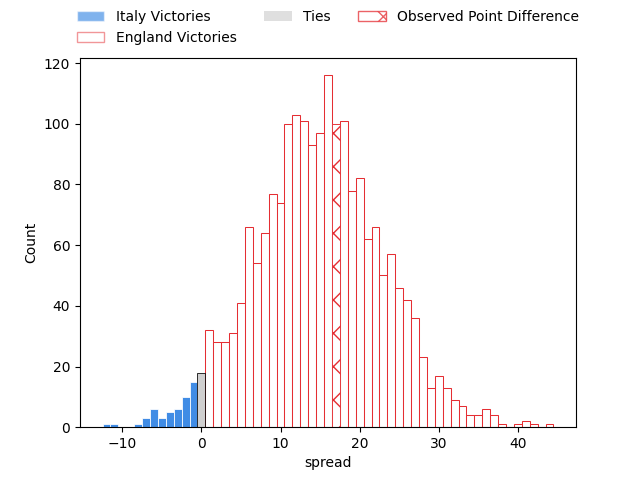 Italy Victories
England Victories
Ties
Observed Point Difference
120
100
80
60
40
20
0
Count
−10 0 10 20 30 40
spread